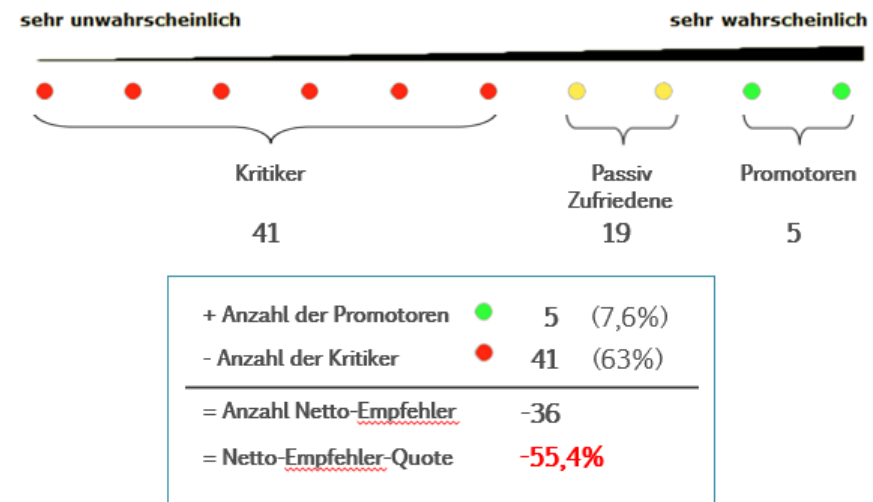 sehr unwahrscheinlich sehr wahrscheinlich
Kritiker Passiv Promotoren
Zufriedene
41 19 5
+ Anzahl der Promotoren 5 (7,6%)
- Anzahl der Kritiker 41 (63%)
= Anzahl Netto-Empfehler -36
= Netto-Empfehler-Quote -55,4%